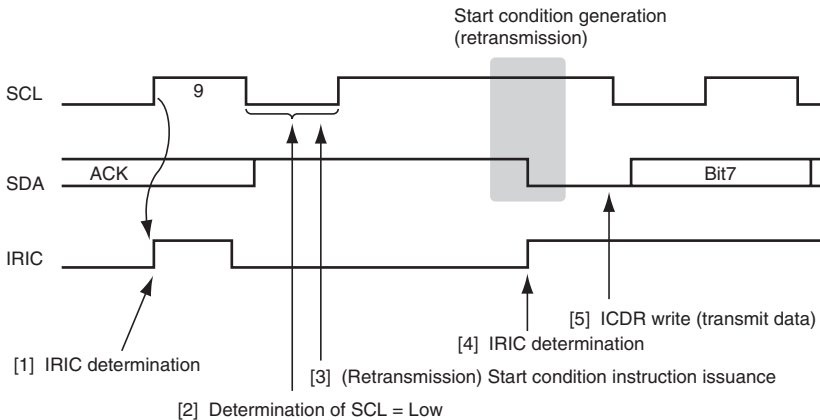 Start condition generation
(retransmission)
SCL
9
SDA
ACK
Bit7
IRIC
[5] ICDR write (transmit data)
[4] IRIC determination
[1] IRIC determination
[3] (Retransmission) Start condition instruction issuance
[2] Determination of SCL = Low